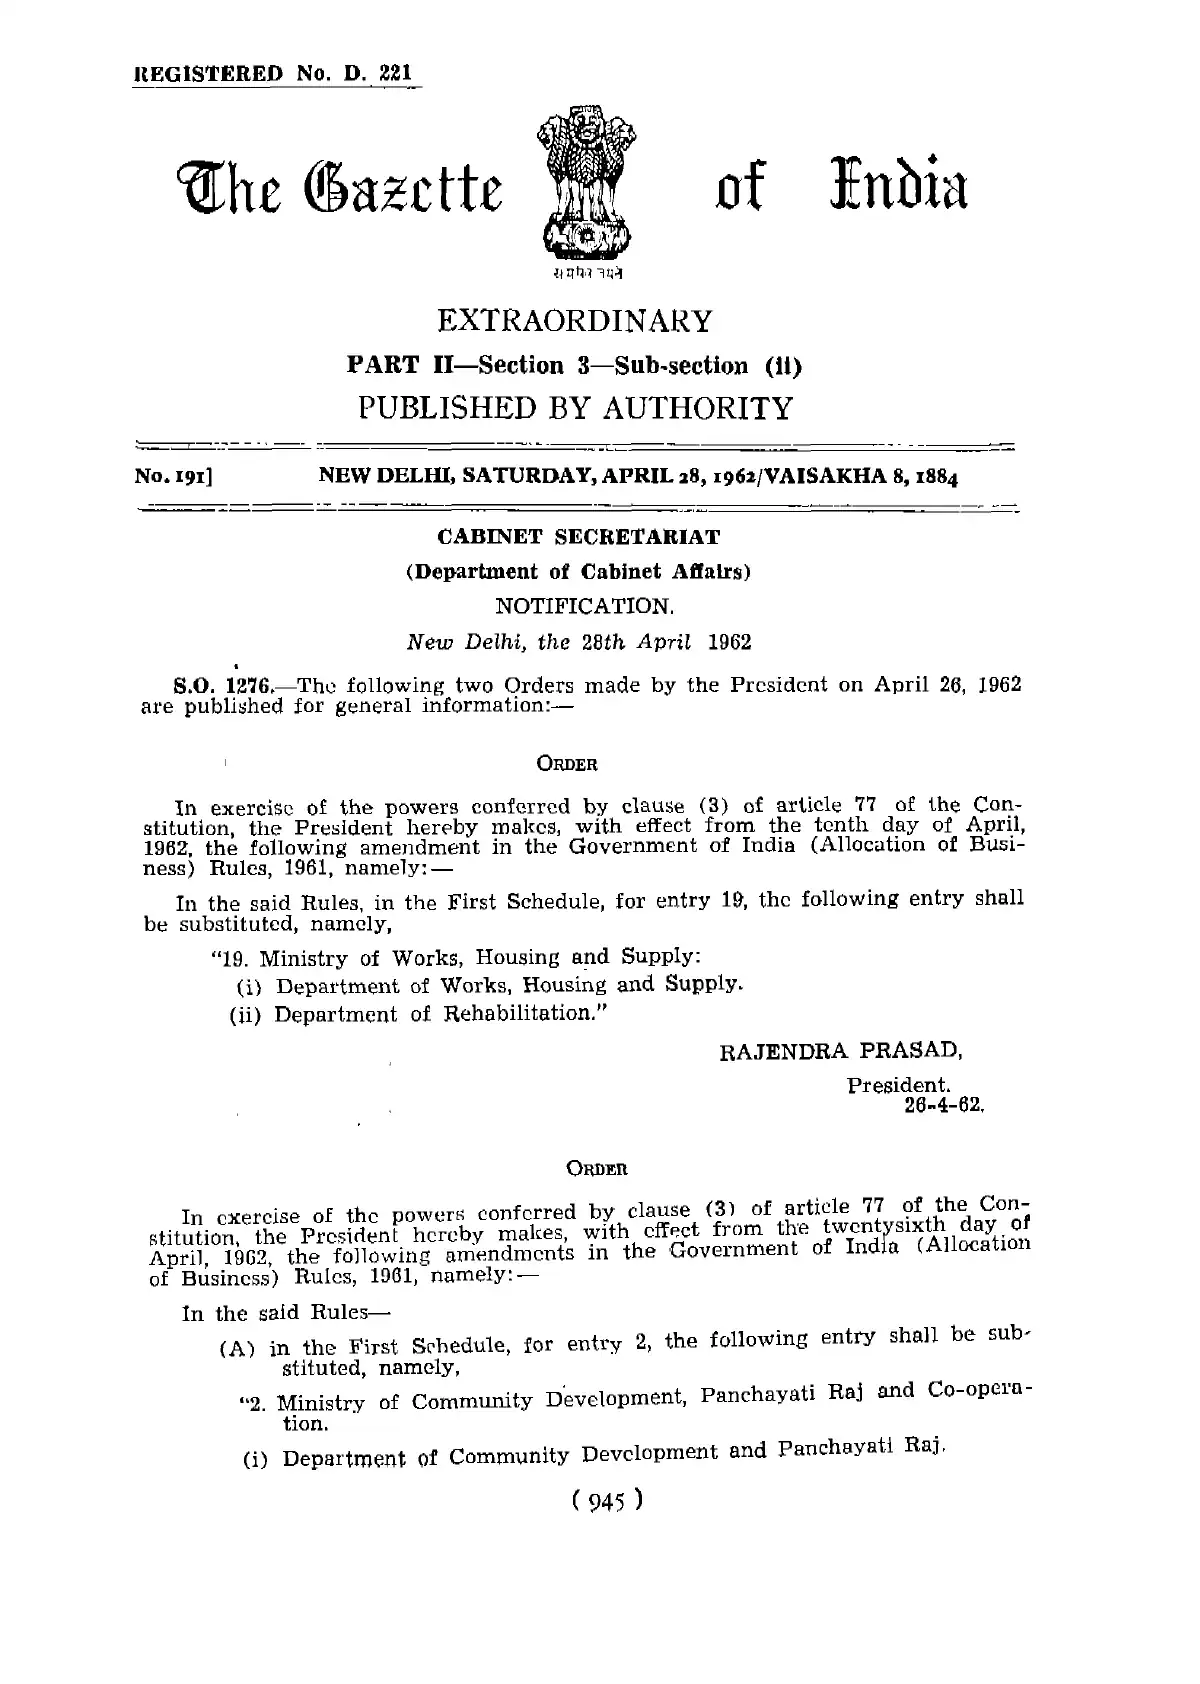 REGISTERED No. D. 221
The Gazette of India
सत्यमेव जयते
EXTRAORDINARY
PART II—Section 3—Sub-section (ii)
PUBLISHED BY AUTHORITY
No. 191] NEW DELHI, SATURDAY, APRIL 28, 1962/VAISAKHA 8, 1884
CABINET SECRETARIAT
(Department of Cabinet Affairs)
NOTIFICATION.
New Delhi, the 28th April 1962
S.O. 1276.—The following two Orders made by the President on April 26, 1962
are published for general information:—
ORDER
In exercise of the powers conferred by clause (3) of article 77 of the Con-
stitution, the President hereby makes, with effect from the tenth day of April,
1962, the following amendment in the Government of India (Allocation of Busi-
ness) Rules, 1961, namely:—
In the said Rules, in the First Schedule, for entry 19, the following entry shall
be substituted, namely,
"19. Ministry of Works, Housing and Supply:
(i) Department of Works, Housing and Supply.
(ii) Department of Rehabilitation."
RAJENDRA PRASAD,
President.
26-4-62.
ORDER
In exercise of the powers conferred by clause (3) of article 77 of the Con-
stitution, the President hereby makes, with effect from the twentysixth day of
April, 1962, the following amendments in the Government of India (Allocation
of Business) Rules, 1961, namely:—
In the said Rules—
(A) in the First Schedule, for entry 2, the following entry shall be sub-
stituted, namely,
"2. Ministry of Community Development, Panchayati Raj and Co-opera-
tion.
(i) Department of Community Development and Panchayati Raj.
( 945 )